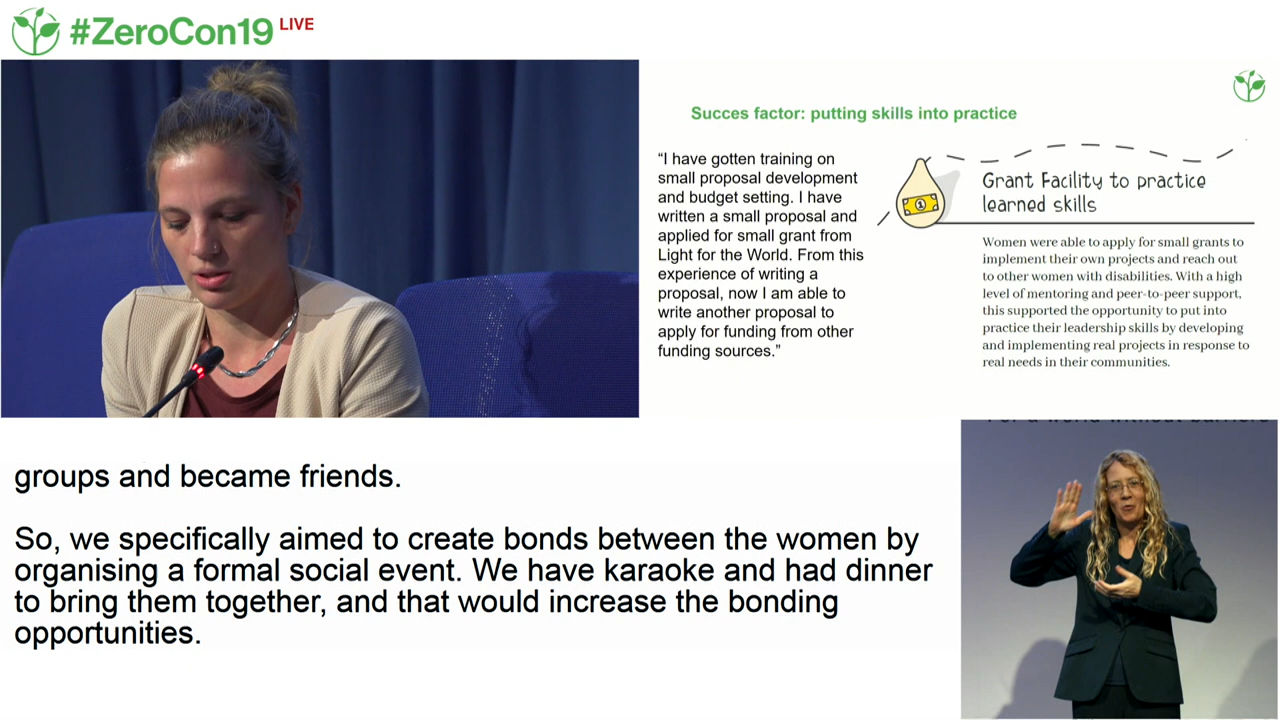 #ZeroCon19 LIVE
Succes factor: putting skills into practice
“I have gotten training on
small proposal development
and budget setting. I have
written a small proposal and
applied for small grant from
Light for the World. From this
experience of writing a
proposal, now I am able to
write another proposal to
apply for funding from other
funding sources.”
1
Grant Facility to practice
learned skills
Women were able to apply for small grants to
implement their own projects and reach out
to other women with disabilities. With a high
level of mentoring and peer-to-peer support,
this supported the opportunity to put into
practice their leadership skills by developing
and implementing real projects in response to
real needs in their communities.
groups and became friends.
So, we specifically aimed to create bonds between the women by
organising a formal social event. We have karaoke and had dinner
to bring them together, and that would increase the bonding
opportunities.
For a world without barriers